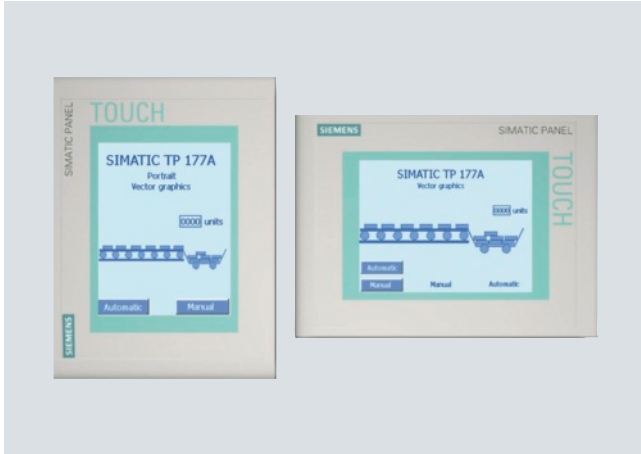 TOUCH
SIMATIC PANEL
SIMATIC TP 177A
Portrait
Vector graphics
0000 units
Automatic
Manual
SIEMENS
SIEMENS
SIMATIC PANEL
TOUCH
SIMATIC TP 177A
Vector graphics
0000 units
Automatic
Manual
Manual
Automatic